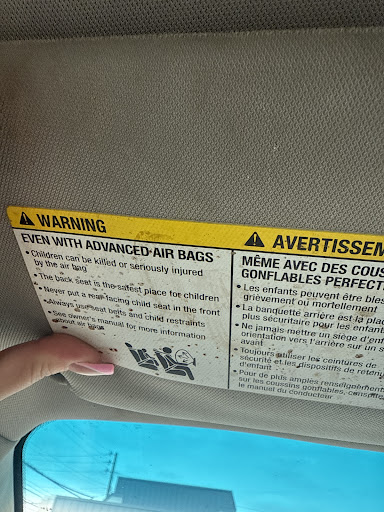 WARNING
EVEN WITH ADVANCED AIR BAGS
• Children can be killed or seriously injured
by the air bag
• The back seat is the safest place for children
• Never put a rear-facing child seat in the front
• Always use seat belts and child restraints
• See owner's manual for more information
about air bags
AVERTISSEM
MÊME AVEC DES COUS
GONFLABLES PERFECT
• Les enfants peuvent être bles
grièvement ou mortellement
• La banquette arrière est la plac
plus sécuritaire pour les enfant
• Ne jamais mettre un siège d'enf
orientation vers l'arrière sur un s
avant
• Toujours utiliser les ceintures de
sécurité et les dispositifs de reten
d'enfant
• Pour de plus amples renseignement
sur les coussins gonflables, consult
le manuel du conducteur